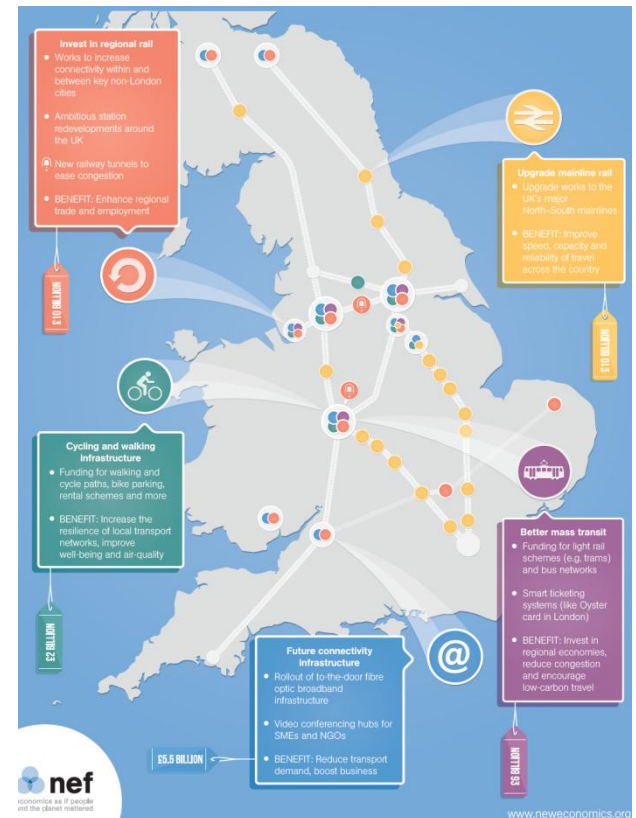 Invest in regional rail
Works to increase
connectivity within and
between key non-London
cities
Ambitious station
redevelopments around
the UK
New railway tunnels to
ease congestion
BENEFIT: Enhance regional
trade and employment
£10 BILLION
Upgrade mainline rail
Upgrade works to the
UK's major
North–South mainlines
BENEFIT: Improve
speed, capacity and
reliability of travel
across the country
£10 BILLION
Cycling and walking
infrastructure
Funding for walking and
cycle paths, bike parking,
rental schemes and more
BENEFIT: Increase the
resilience of local transport
networks, improve
well-being and air-quality
£2 BILLION
Better mass transit
Funding for light rail
schemes (e.g. trams)
and bus networks
Smart ticketing
systems (like Oyster
card in London)
BENEFIT: Invest in
regional economies,
reduce congestion
and encourage
low-carbon travel
£6 BILLION
@
Future connectivity
infrastructure
Rollout of to-the-door fibre
optic broadband
infrastructure
Video conferencing hubs for
SMEs and NGOs
BENEFIT: Reduce transport
demand, boost business
£5.5 BILLION
nef
economics as if people
and the planet mattered
www.neweconomics.org